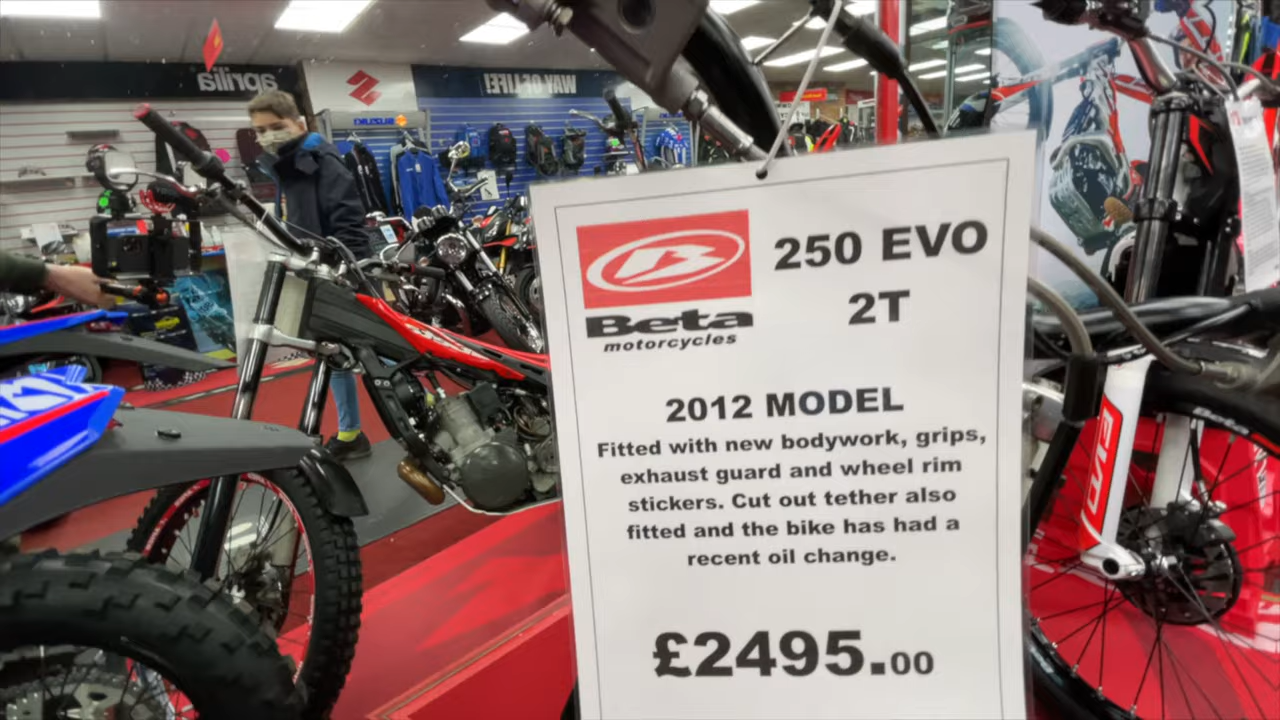 aprilia
WAY OF LIFE!
SUZUKI
Beta
motorcycles
250 EVO
2T
2012 MODEL
Fitted with new bodywork, grips,
exhaust guard and wheel rim
stickers. Cut out tether also
fitted and the bike has had a
recent oil change.
£2495.00
EVO
Beta